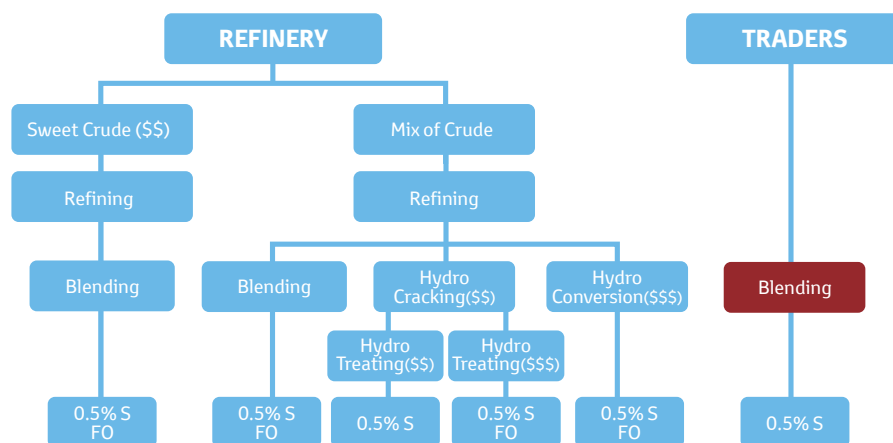 REFINERY
TRADERS
Sweet Crude ($$)
Mix of Crude
Refining
Refining
Blending
Blending
Hydro
Cracking($$)
Hydro
Conversion($$$)
Blending
Hydro
Treating($$)
Hydro
Treating($$$)
0.5% S
FO
0.5% S
FO
0.5% S
0.5% S
FO
0.5% S
FO
0.5% S